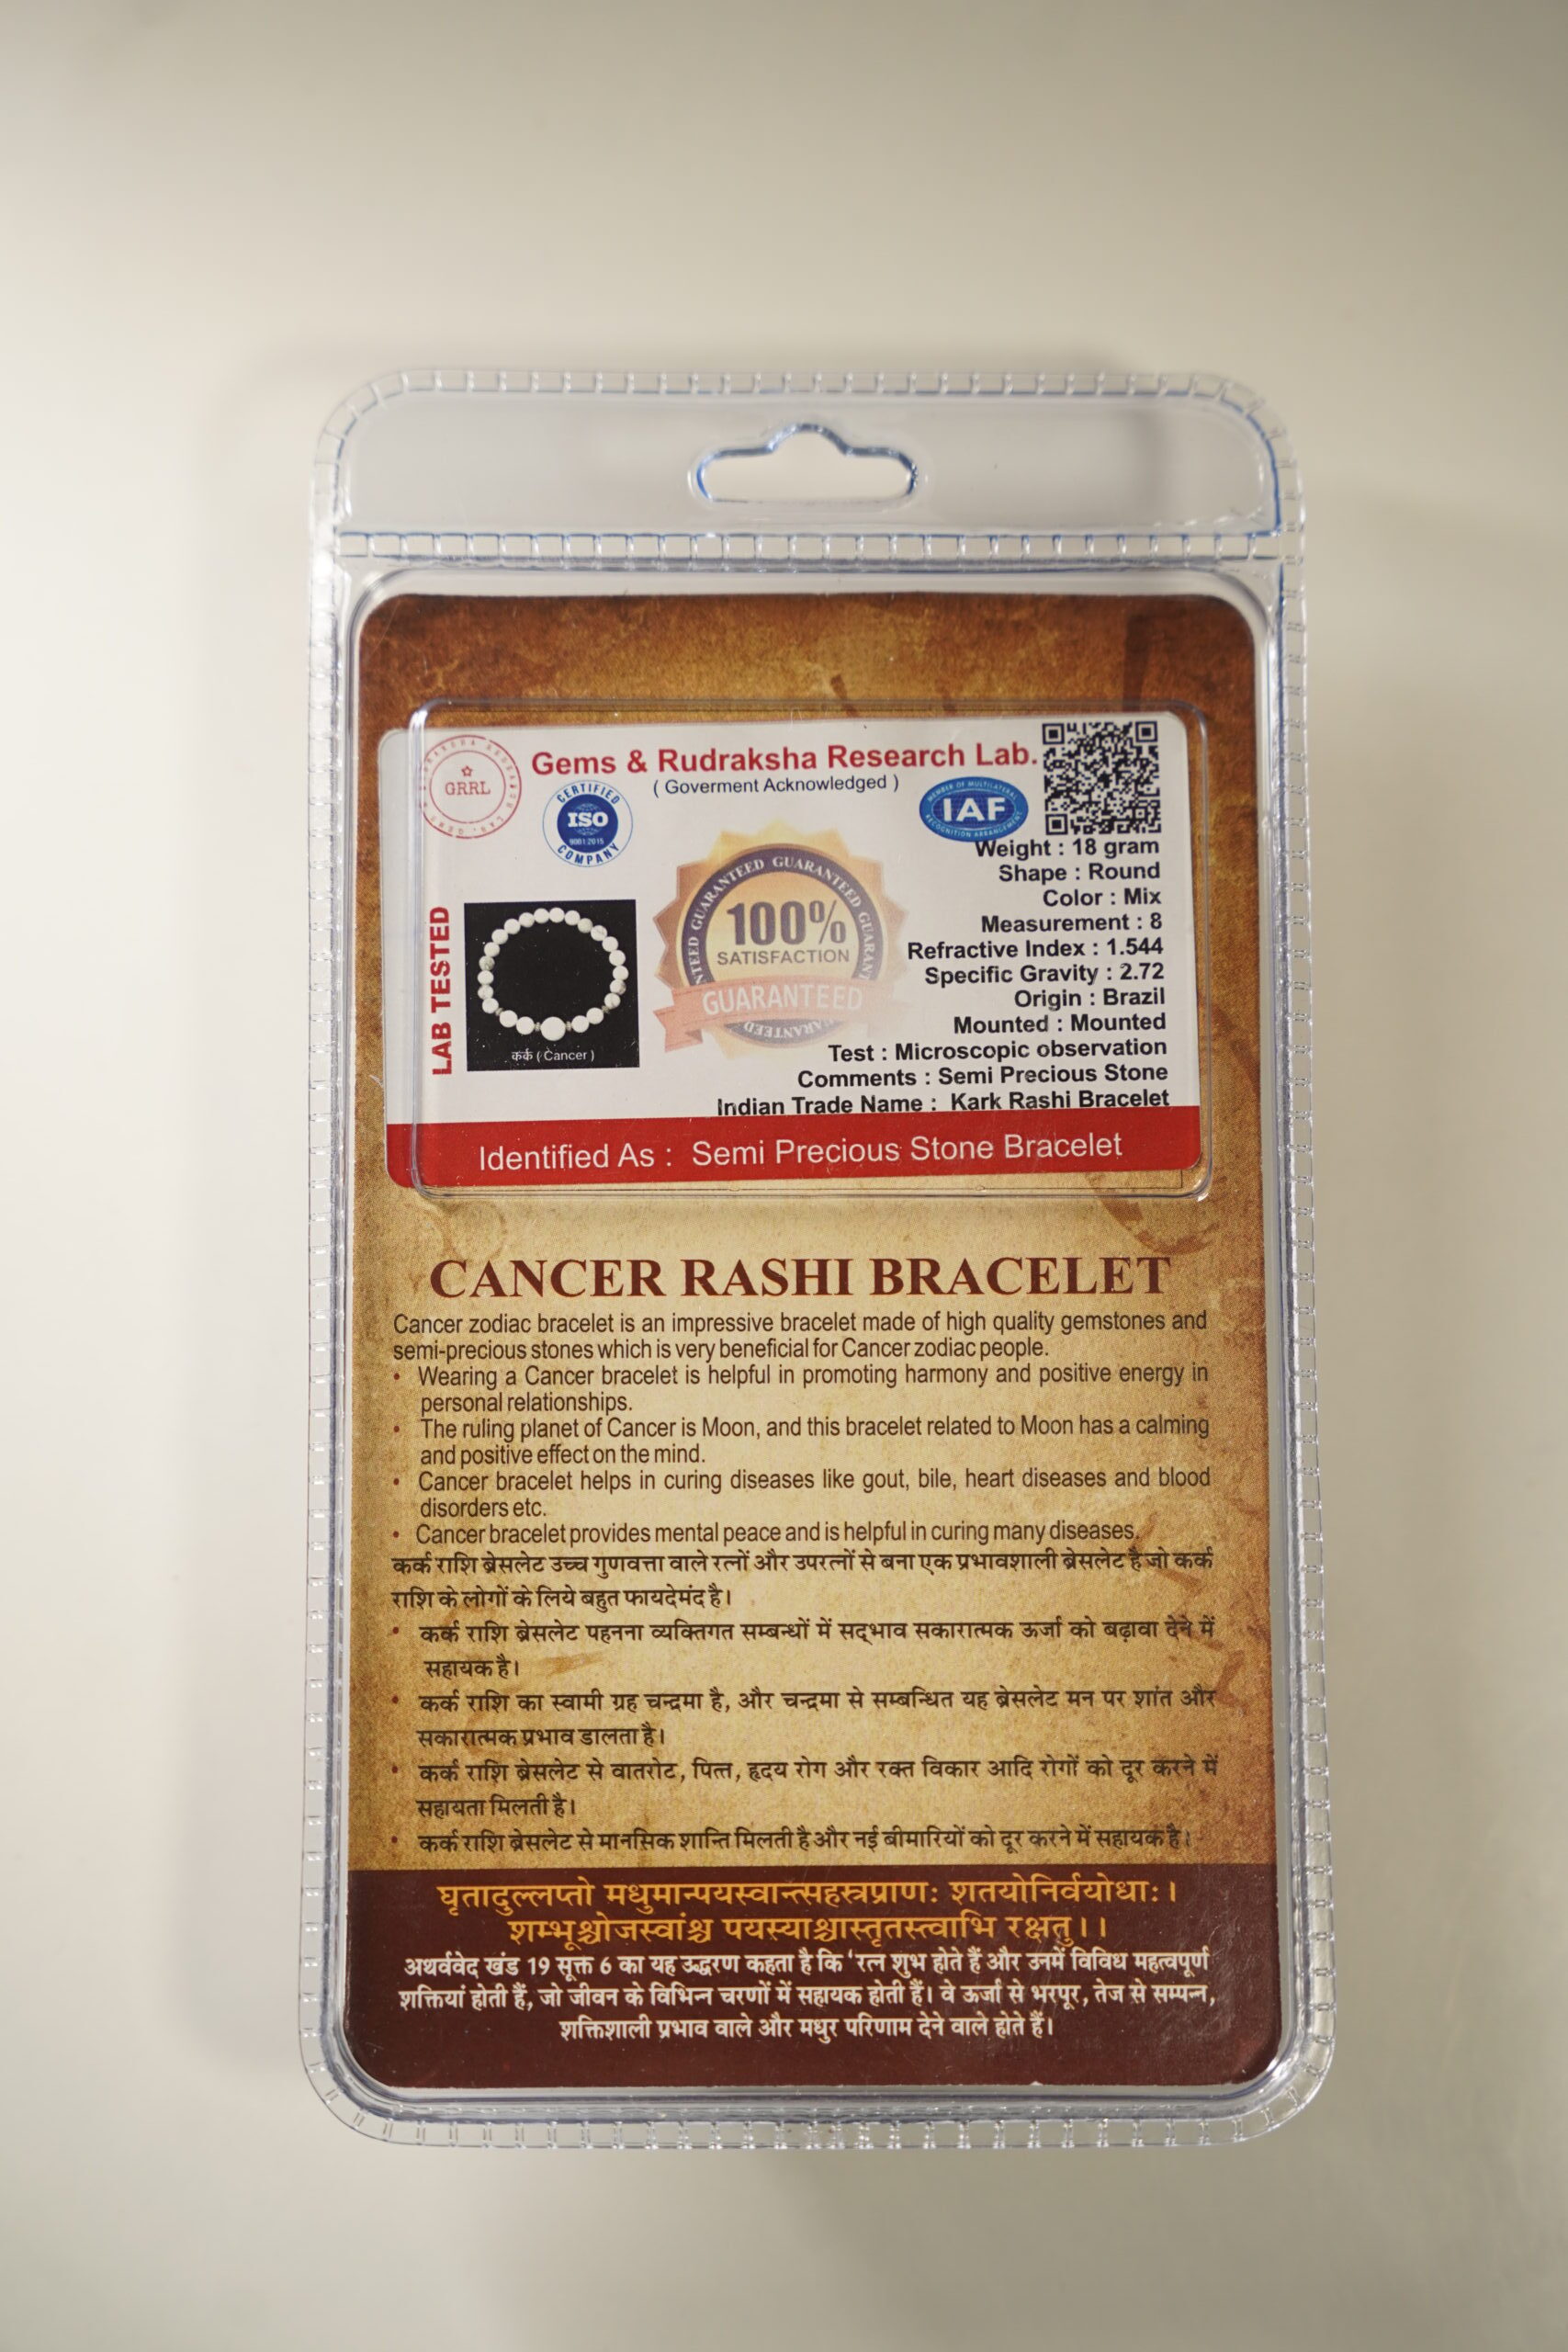 GRRL
Gems & Rudraksha Research Lab.
( Goverment Acknowledged )
CERTIFIED
ISO
9001:2015
COMPANY
MEMBER OF MULTILATERAL
IAF
RECOGNITION ARRANGEMENT
LAB TESTED
कर्क ( Cancer )
GUARANTEED GUARANTEED
100%
SATISFACTION
GUARANTEED
Weight : 18 gram
Shape : Round
Color : Mix
Measurement : 8
Refractive Index : 1.544
Specific Gravity : 2.72
Origin : Brazil
Mounted : Mounted
Test : Microscopic observation
Comments : Semi Precious Stone
Indian Trade Name : Kark Rashi Bracelet
Identified As : Semi Precious Stone Bracelet
CANCER RASHI BRACELET
Cancer zodiac bracelet is an impressive bracelet made of high quality gemstones and
semi-precious stones which is very beneficial for Cancer zodiac people.
• Wearing a Cancer bracelet is helpful in promoting harmony and positive energy in
personal relationships.
• The ruling planet of Cancer is Moon, and this bracelet related to Moon has a calming
and positive effect on the mind.
• Cancer bracelet helps in curing diseases like gout, bile, heart diseases and blood
disorders etc.
• Cancer bracelet provides mental peace and is helpful in curing many diseases.
कर्क राशि ब्रेसलेट उच्च गुणवत्ता वाले रत्नों और उपरत्नों से बना एक प्रभावशाली ब्रेसलेट है जो कर्क
राशि के लोगों के लिये बहुत फायदेमंद है।
• कर्क राशि ब्रेसलेट पहनना व्यक्तिगत सम्बन्धों में सद्‌भाव सकारात्मक ऊर्जा को बढ़ावा देने में
सहायक है।
• कर्क राशि का स्वामी ग्रह चन्द्रमा है, और चन्द्रमा से सम्बन्धित यह ब्रेसलेट मन पर शांत और
सकारात्मक प्रभाव डालता है।
• कर्क राशि ब्रेसलेट से वातरोट, पित्त, हृदय रोग और रक्त विकार आदि रोगों को दूर करने में
सहायता मिलती है।
• कर्क राशि ब्रेसलेट से मानसिक शान्ति मिलती है और नई बीमारियों को दूर करने में सहायक है।
घृतादुल्लप्तो मधुमान्पयस्वान्त्सहस्त्रप्राणः शतयोनिर्वयोधाः।
शम्भूश्चोजस्वांश्च पयस्याश्चास्तृतस्त्वाभि रक्षतु।।
अथर्ववेद खंड 19 सूक्त 6 का यह उद्धरण कहता है कि 'रत्न शुभ होते हैं और उनमें विविध महत्वपूर्ण
शक्तियां होती हैं, जो जीवन के विभिन्न चरणों में सहायक होती हैं। वे ऊर्जा से भरपूर, तेज से सम्पन्न,
शक्तिशाली प्रभाव वाले और मधुर परिणाम देने वाले होते हैं।